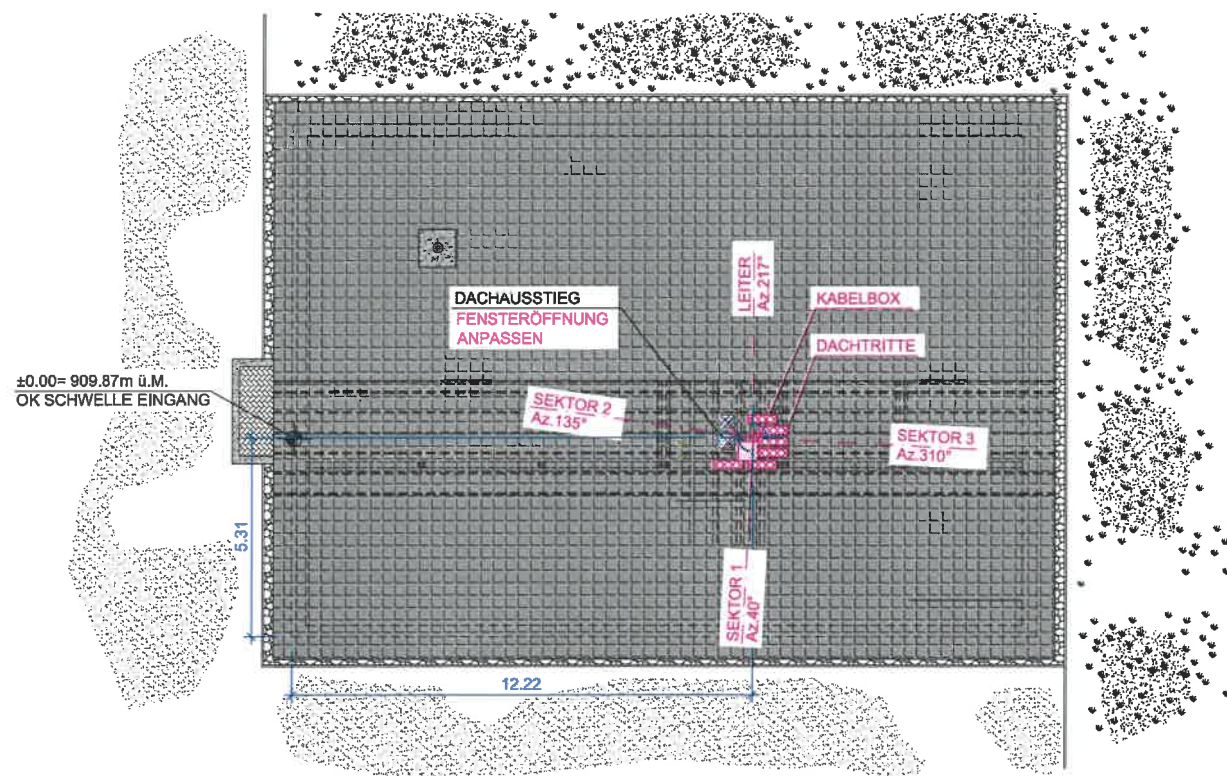 LEITER
Az.217°
DACHAUSSTIEG
FENSTERÖFFNUNG
ANPASSEN
KABELBOX
DACHTRITTE
±0.00= 909.87m ü.M.
OK SCHWELLE EINGANG
SEKTOR 2
Az.135°
SEKTOR 3
Az.310°
5.31
SEKTOR 1
Az.40°
12.22